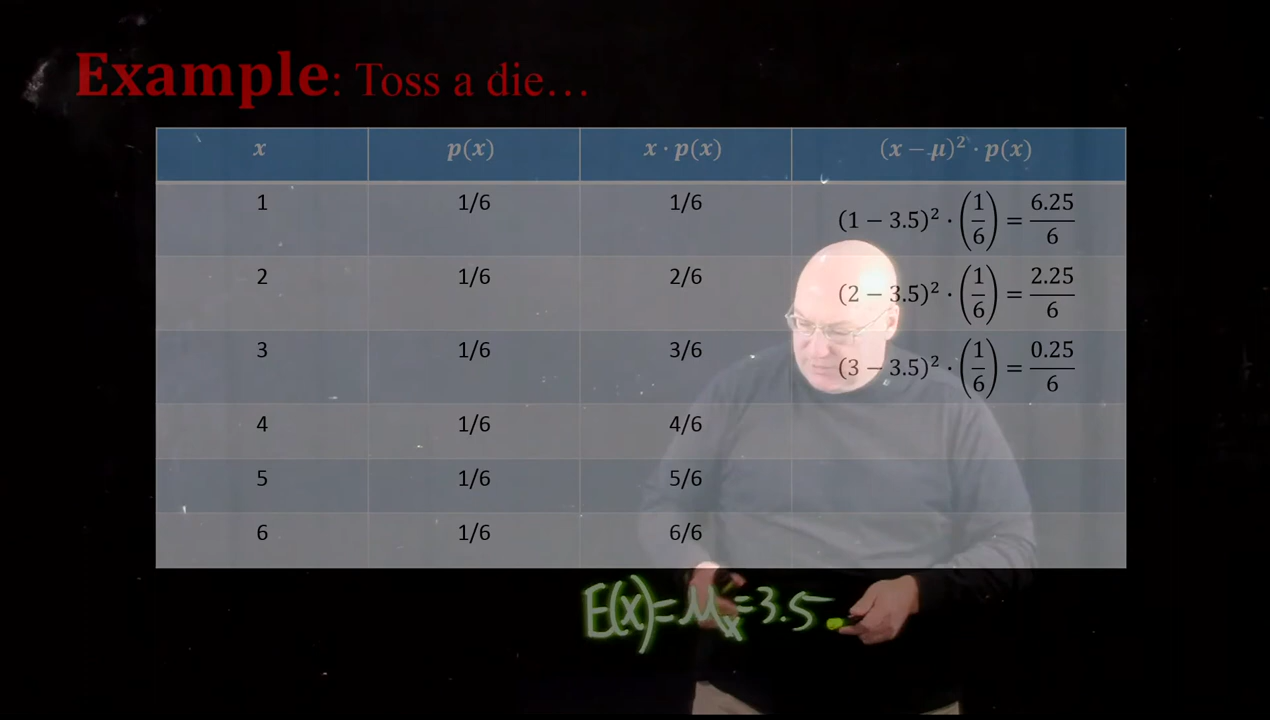 Example: Toss a die…
x p(x) x · p(x) (x − μ)² · p(x)
1 1/6 1/6 (1 − 3.5)² · (1/6) = 6.25/6
2 1/6 2/6 (2 − 3.5)² · (1/6) = 2.25/6
3 1/6 3/6 (3 − 3.5)² · (1/6) = 0.25/6
4 1/6 4/6
5 1/6 5/6
6 1/6 6/6
E(x)=μₓ=3.5